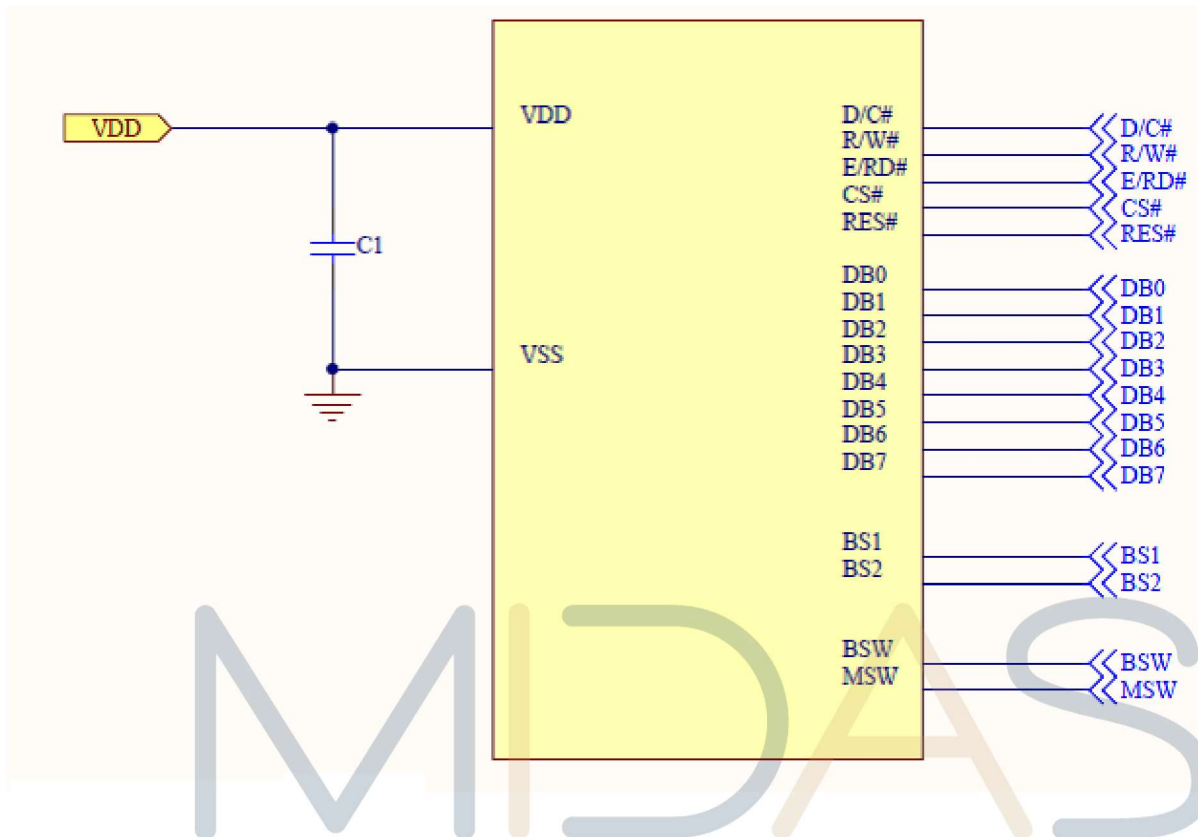 VDD
C1
VDD
VSS
D/C#
R/W#
E/RD#
CS#
RES#
DB0
DB1
DB2
DB3
DB4
DB5
DB6
DB7
BS1
BS2
BSW
MSW
D/C#
R/W#
E/RD#
CS#
RES#
DB0
DB1
DB2
DB3
DB4
DB5
DB6
DB7
BS1
BS2
BSW
MSW
MIDAS